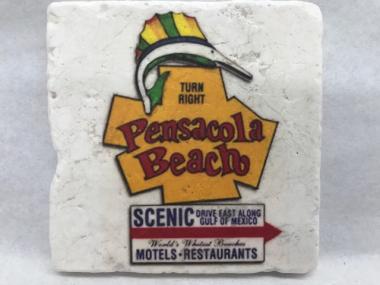 TURN
RIGHT
Pensacola
Beach
SCENIC DRIVE EAST ALONG
GULF OF MEXICO
World's Whitest Beaches
MOTELS • RESTAURANTS